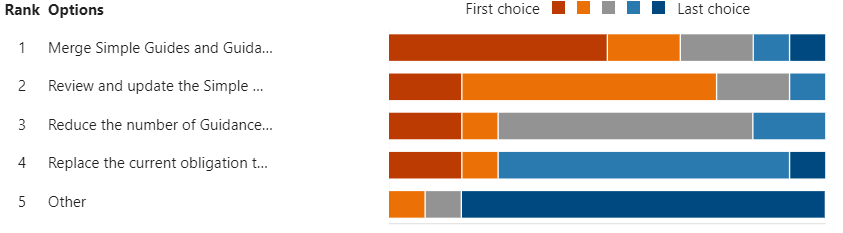 Rank Options First choice Last choice
1 Merge Simple Guides and Guida...
2 Review and update the Simple ...
3 Reduce the number of Guidance...
4 Replace the current obligation t...
5 Other